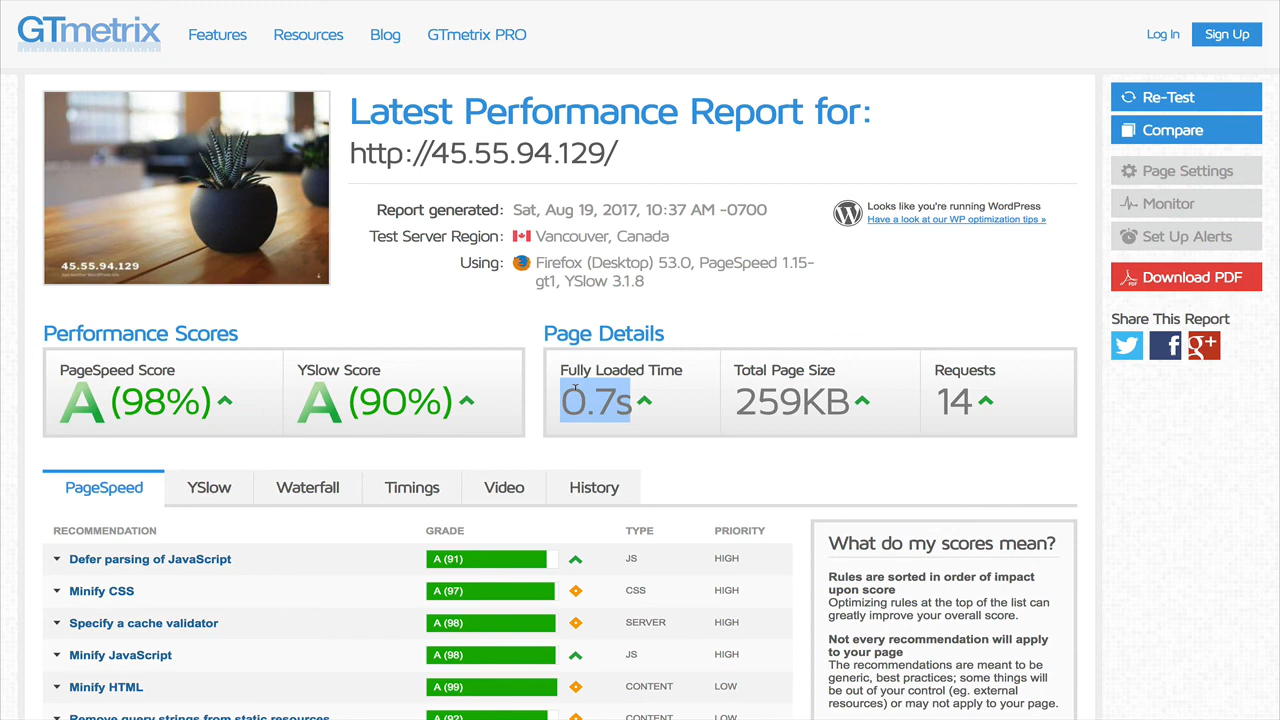 GTmetrix
Features
Resources
Blog
GTmetrix PRO
Log In
Sign Up
45.55.94.129
Latest Performance Report for:
http://45.55.94.129/
Report generated: Sat, Aug 19, 2017, 10:37 AM -0700
Test Server Region: Vancouver, Canada
Using: Firefox (Desktop) 53.0, PageSpeed 1.15-
gt1, YSlow 3.1.8
Looks like you're running WordPress
Have a look at our WP optimization tips »
Re-Test
Compare
Page Settings
Monitor
Set Up Alerts
PDF
Download PDF
Share This Report
Performance Scores
PageSpeed Score
A (98%)
YSlow Score
A (90%)
Page Details
Fully Loaded Time
0.7s
Total Page Size
259KB
Requests
14
PageSpeed
YSlow
Waterfall
Timings
Video
History
RECOMMENDATION GRADE TYPE PRIORITY
Defer parsing of JavaScript A (91) JS HIGH
Minify CSS A (97) CSS HIGH
Specify a cache validator A (98) SERVER HIGH
Minify JavaScript A (98) JS HIGH
Minify HTML A (99) CONTENT LOW
Remove query strings from static resources A (92) CONTENT LOW
What do my scores mean?
Rules are sorted in order of impact
upon score
Optimizing rules at the top of the list can
greatly improve your overall score.
Not every recommendation will apply
to your page
The recommendations are meant to be
generic, best practices; some things will
be out of your control (eg. external
resources) or may not apply to your page.